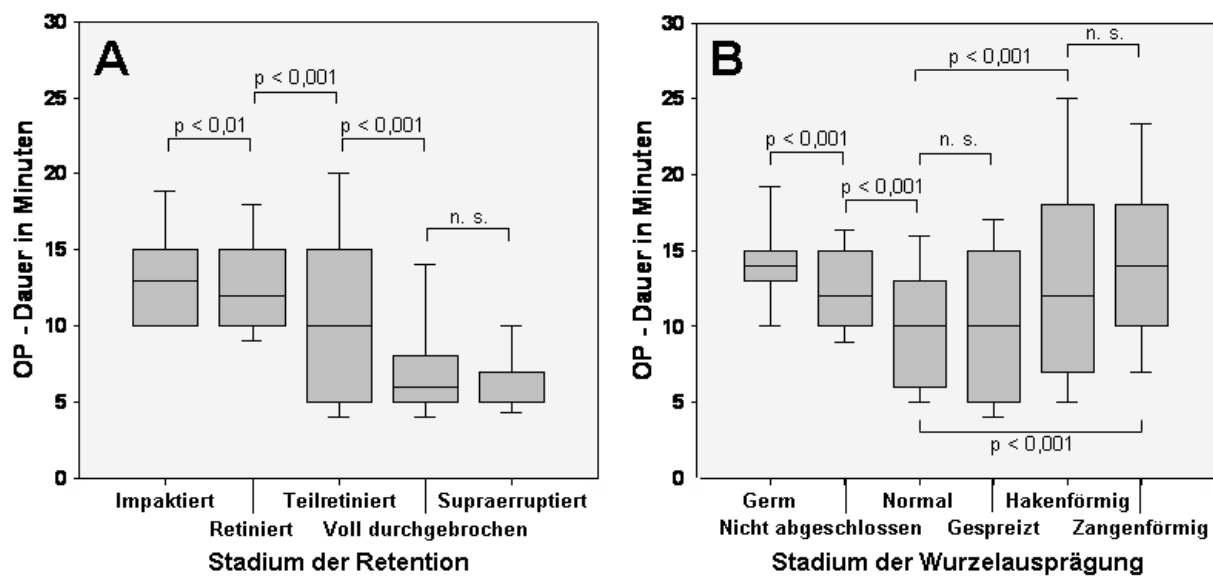 A
OP - Dauer in Minuten
30
25
20
15
10
5
0
p < 0,01
p < 0,001
p < 0,001
n. s.
Impaktiert Teilretiniert Supraerruptiert
Retiniert Voll durchgebrochen
Stadium der Retention
B
OP - Dauer in Minuten
30
25
20
15
10
5
0
p < 0,001
p < 0,001
n. s.
p < 0,001
n. s.
p < 0,001
Germ Normal Hakenförmig
Nicht abgeschlossen Gespreizt Zangenförmig
Stadium der Wurzelausprägung